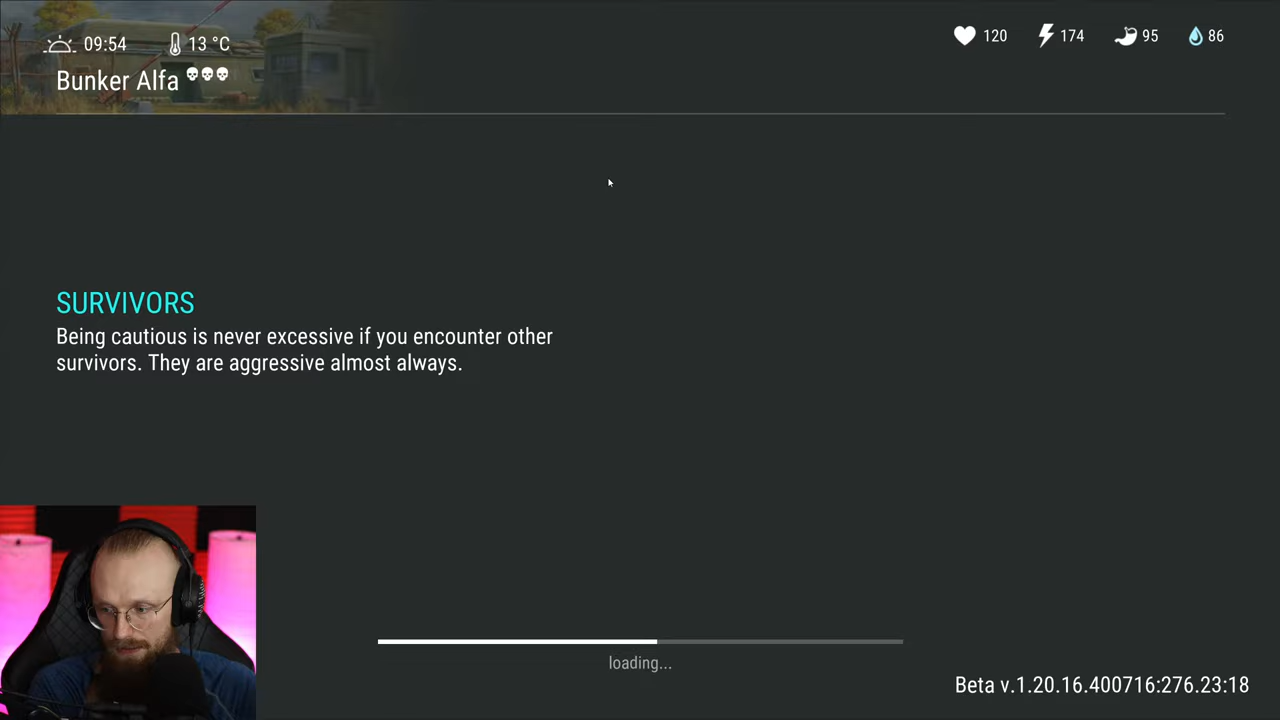 09:54 13 °C
Bunker Alfa
120 174 95 86
SURVIVORS
Being cautious is never excessive if you encounter other
survivors. They are aggressive almost always.
loading...
Beta v.1.20.16.400716:276.23:18